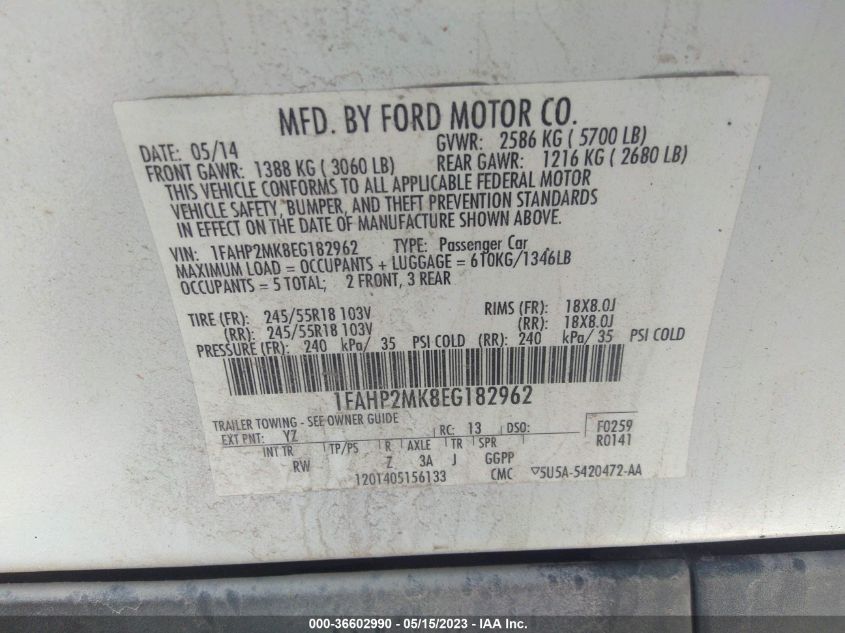 MFD. BY FORD MOTOR CO.
DATE: 05/14 GVWR: 2586 KG ( 5700 LB)
FRONT GAWR: 1388 KG ( 3060 LB) REAR GAWR: 1216 KG ( 2680 LB)
THIS VEHICLE CONFORMS TO ALL APPLICABLE FEDERAL MOTOR
VEHICLE SAFETY, BUMPER, AND THEFT PREVENTION STANDARDS
IN EFFECT ON THE DATE OF MANUFACTURE SHOWN ABOVE.
VIN: 1FAHP2MK8EG182962 TYPE: Passenger Car
MAXIMUM LOAD = OCCUPANTS + LUGGAGE = 610KG/1346LB
OCCUPANTS = 5 TOTAL; 2 FRONT, 3 REAR
TIRE (FR): 245/55R18 103V RIMS (FR): 18X8.0J
(RR): 245/55R18 103V (RR): 18X8.0J
PRESSURE (FR): 240 kPa/ 35 PSI COLD (RR): 240 kPa/ 35 PSI COLD
1FAHP2MK8EG182962
TRAILER TOWING - SEE OWNER GUIDE
EXT PNT: YZ RC: 13 DSO: F0259
INT TR TP/PS R AXLE TR SPR R0141
RW Z 3A J GGPP
1201405156133 CMC ▽5U5A-5420472-AA
000-36602990 - 05/15/2023 - IAA Inc.